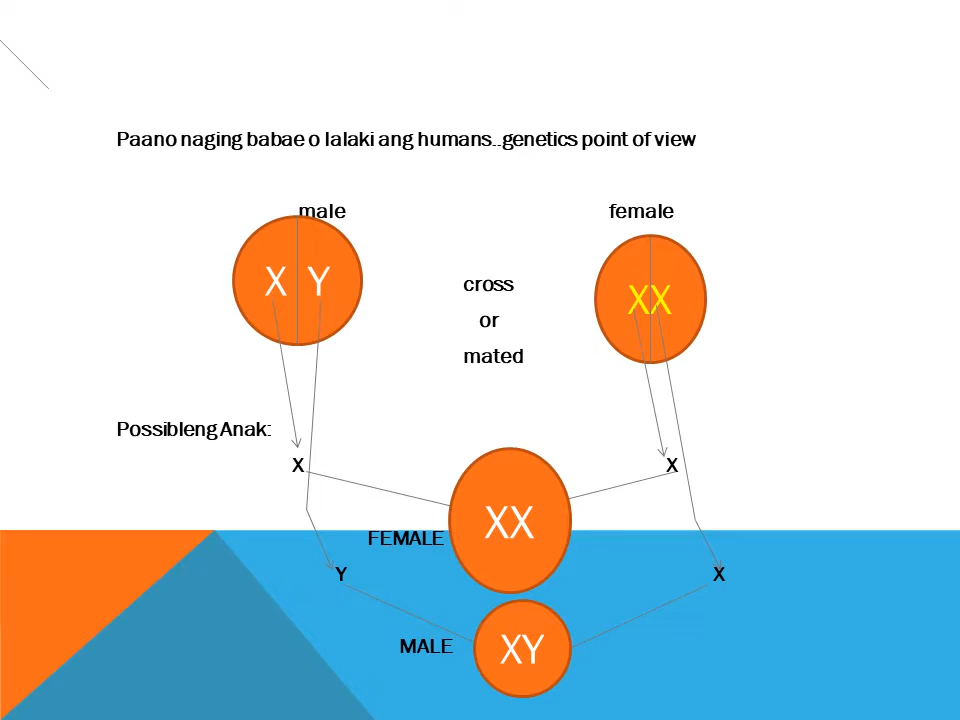 Paano naging babae o lalaki ang humans..genetics point of view
male
female
X Y
XX
cross
or
mated
Possibleng Anak:
X
X
XX
FEMALE
Y
X
MALE
XY